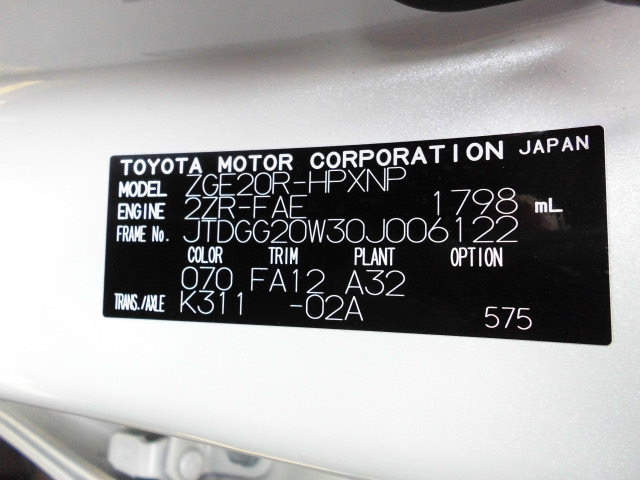 TOYOTA MOTOR CORPORATION JAPAN
MODEL ZGE20R-HPXNP
ENGINE 2ZR-FAE 1798 mL
FRAME No. JTDGG20W30J006122
COLOR TRIM PLANT OPTION
070 FA12 A32
TRANS./AXLE K311 -02A 575